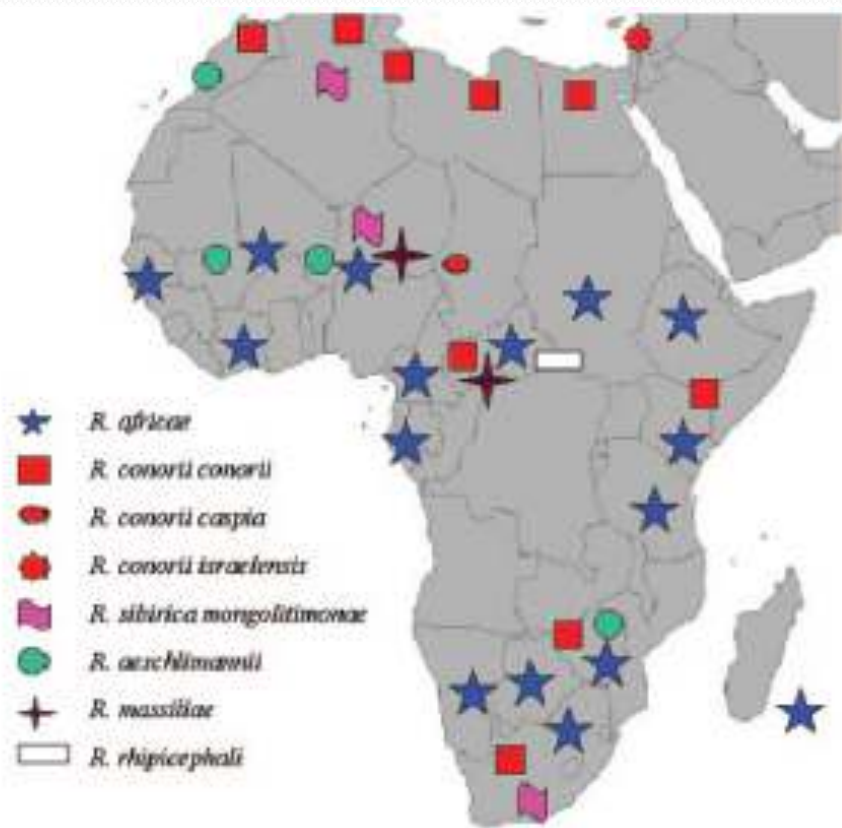 R. africae
R. conorii conorii
R. conorii caspia
R. conorii israelensis
R. sibirica mongolitimonae
R. aeschlimannii
R. massiliae
R. rhipicephali